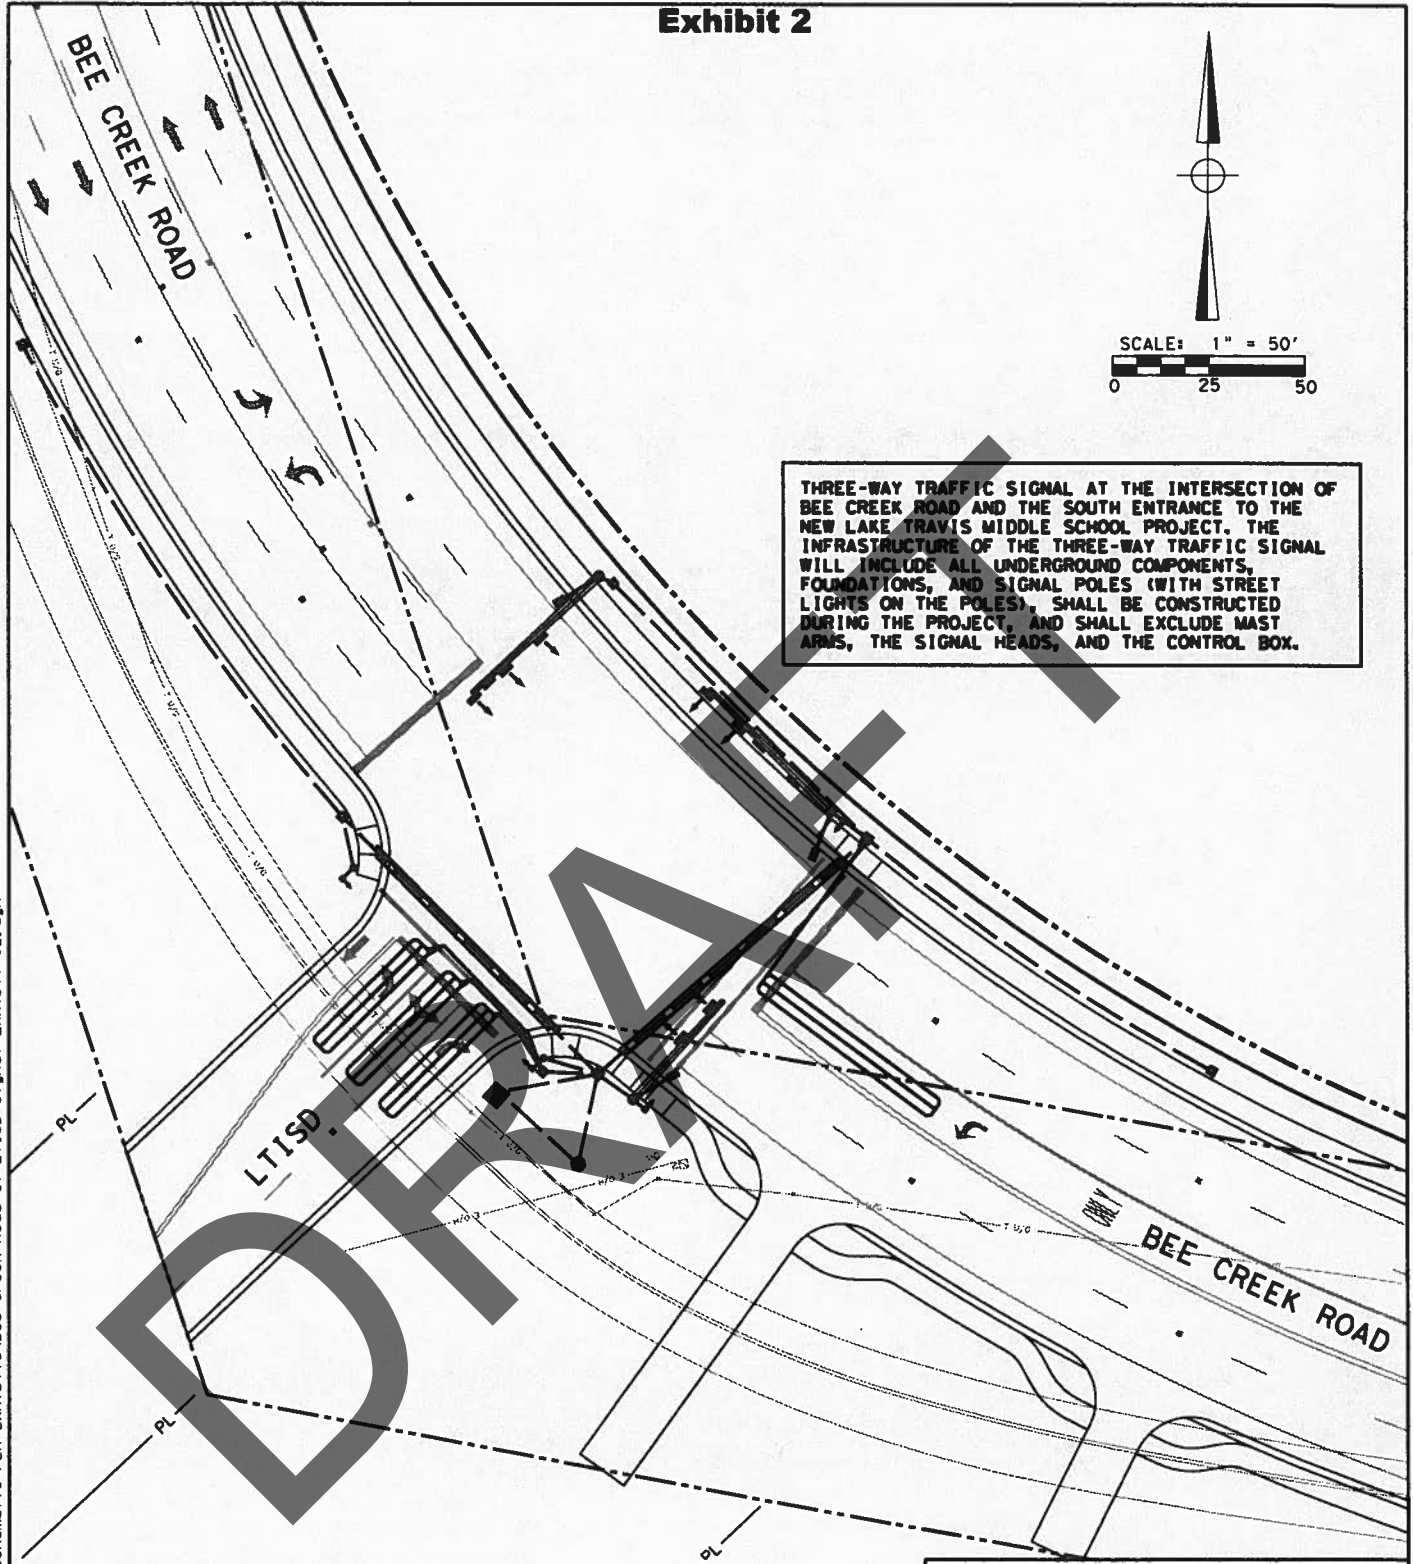 Exhibit 2
BEE CREEK ROAD
SCALE: 1" = 50'
0 25 50
THREE-WAY TRAFFIC SIGNAL AT THE INTERSECTION OF
BEE CREEK ROAD AND THE SOUTH ENTRANCE TO THE
NEW LAKE TRAVIS MIDDLE SCHOOL PROJECT. THE
INFRASTRUCTURE OF THE THREE-WAY TRAFFIC SIGNAL
WILL INCLUDE ALL UNDERGROUND COMPONENTS,
FOUNDATIONS, AND SIGNAL POLES (WITH STREET
LIGHTS ON THE POLES), SHALL BE CONSTRUCTED
DURING THE PROJECT, AND SHALL EXCLUDE MAST
ARMS, THE SIGNAL HEADS, AND THE CONTROL BOX.
DRAFT
PL
LTISD
ONLY
BEE CREEK ROAD
PL
PL